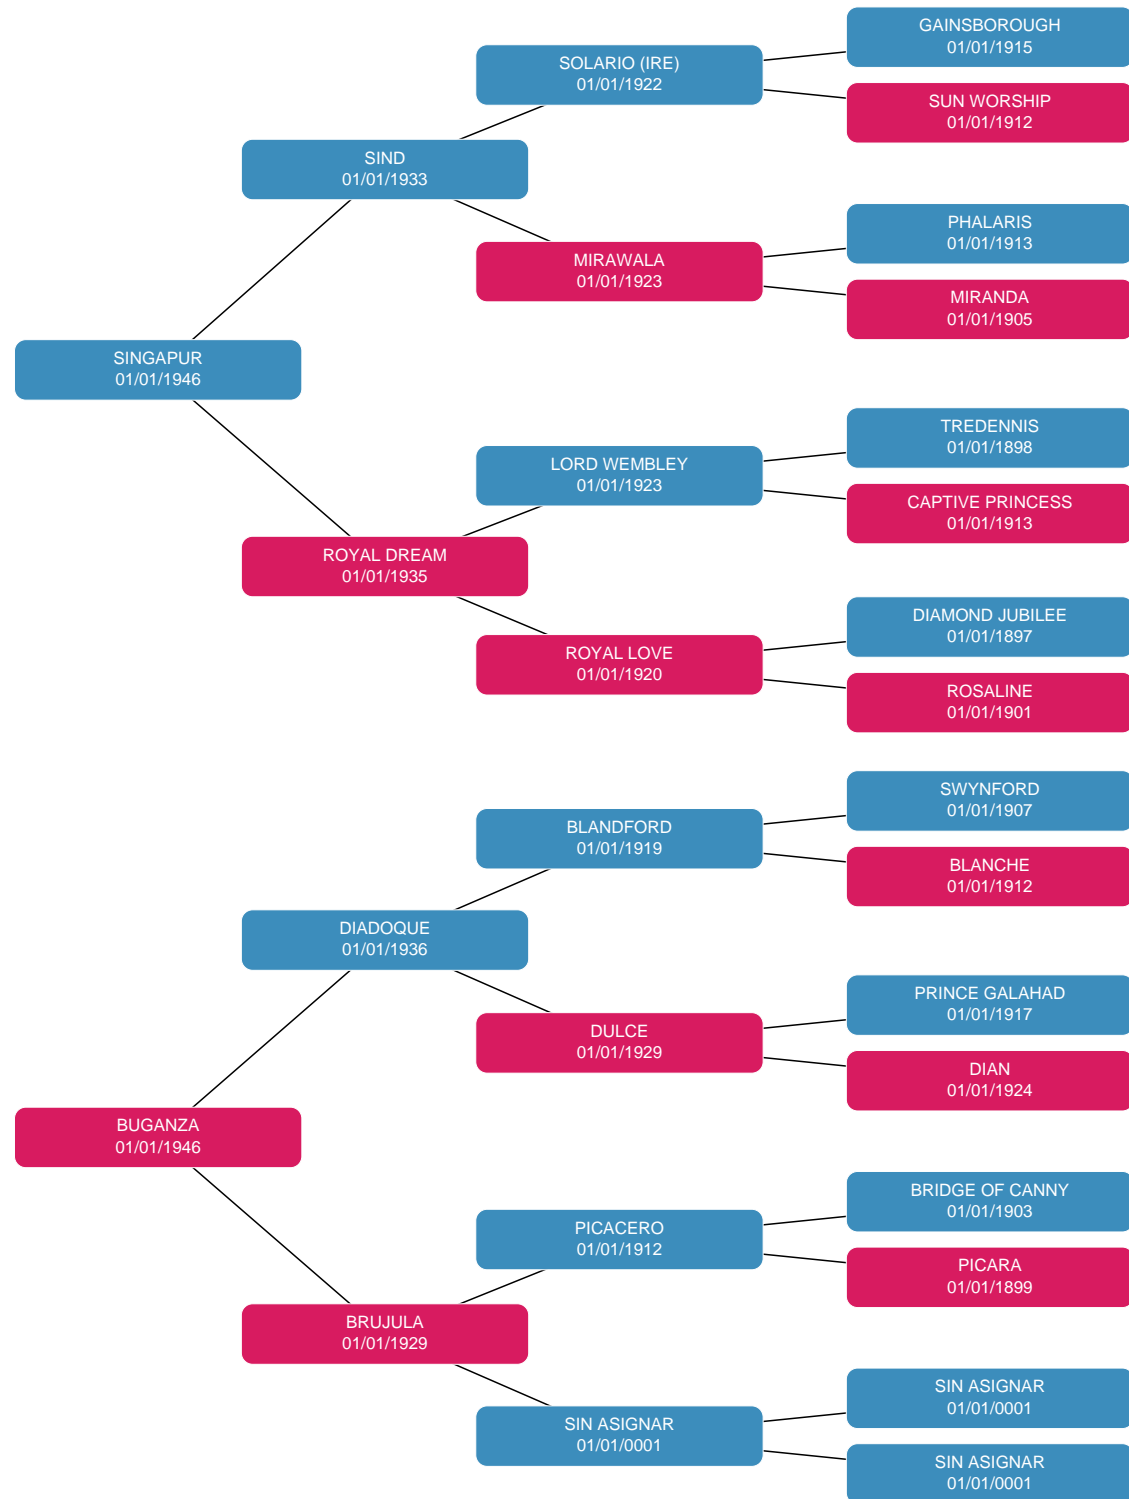 GAINSBOROUGH
01/01/1915
SOLARIO (IRE)
01/01/1922
SUN WORSHIP
01/01/1912
SIND
01/01/1933
PHALARIS
01/01/1913
MIRAWALA
01/01/1923
MIRANDA
01/01/1905
SINGAPUR
01/01/1946
TREDENNIS
01/01/1898
LORD WEMBLEY
01/01/1923
CAPTIVE PRINCESS
01/01/1913
ROYAL DREAM
01/01/1935
DIAMOND JUBILEE
01/01/1897
ROYAL LOVE
01/01/1920
ROSALINE
01/01/1901
SWYNFORD
01/01/1907
BLANDFORD
01/01/1919
BLANCHE
01/01/1912
DIADOQUE
01/01/1936
PRINCE GALAHAD
01/01/1917
DULCE
01/01/1929
DIAN
01/01/1924
BUGANZA
01/01/1946
BRIDGE OF CANNY
01/01/1903
PICACERO
01/01/1912
PICARA
01/01/1899
BRUJULA
01/01/1929
SIN ASIGNAR
01/01/0001
SIN ASIGNAR
01/01/0001
SIN ASIGNAR
01/01/0001